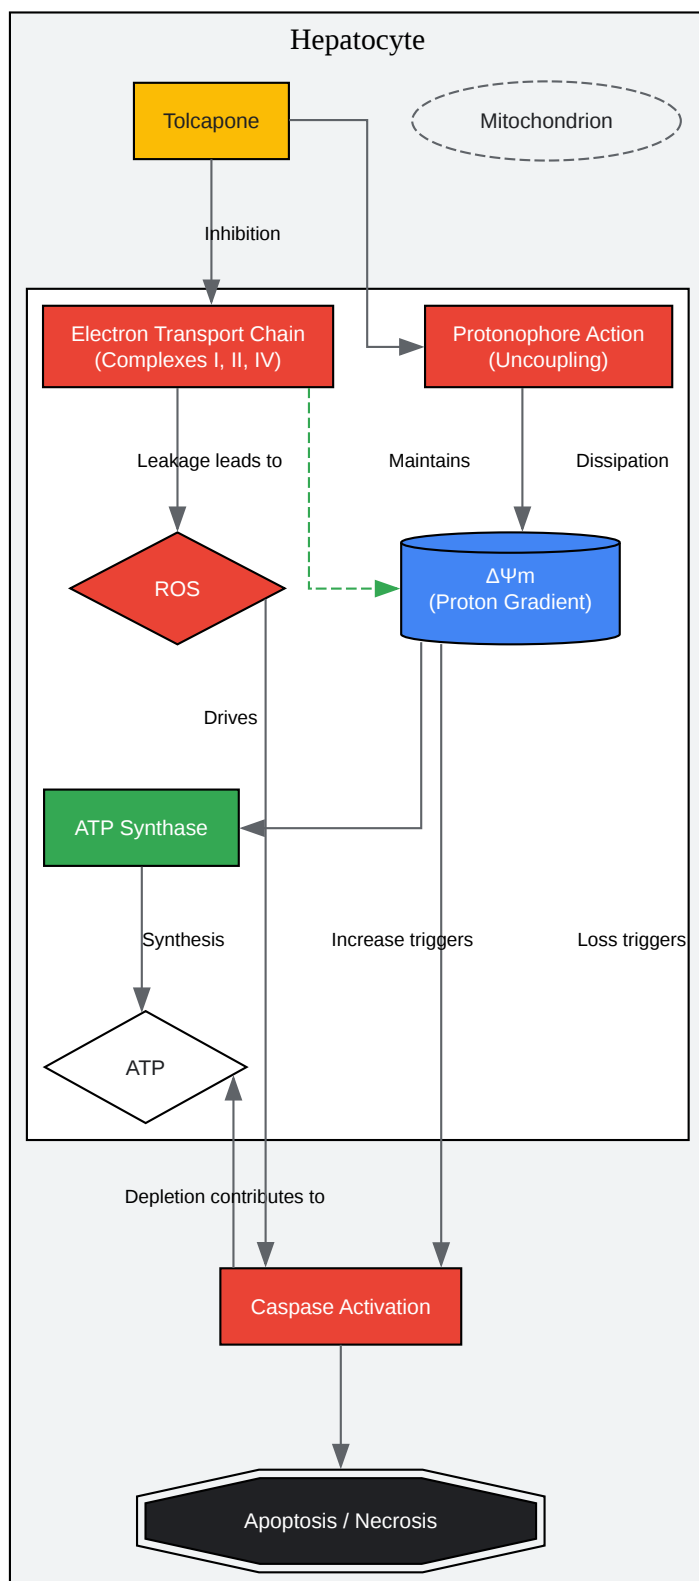 Hepatocyte
Tolcapone
Mitochondrion
Inhibition
Electron Transport Chain
(Complexes I, II, IV)
Protonophore Action
(Uncoupling)
Leakage leads to
Maintains
Dissipation
ROS
ΔΨm
(Proton Gradient)
Drives
ATP Synthase
Synthesis
Increase triggers
Loss triggers
ATP
Depletion contributes to
Caspase Activation
Apoptosis / Necrosis